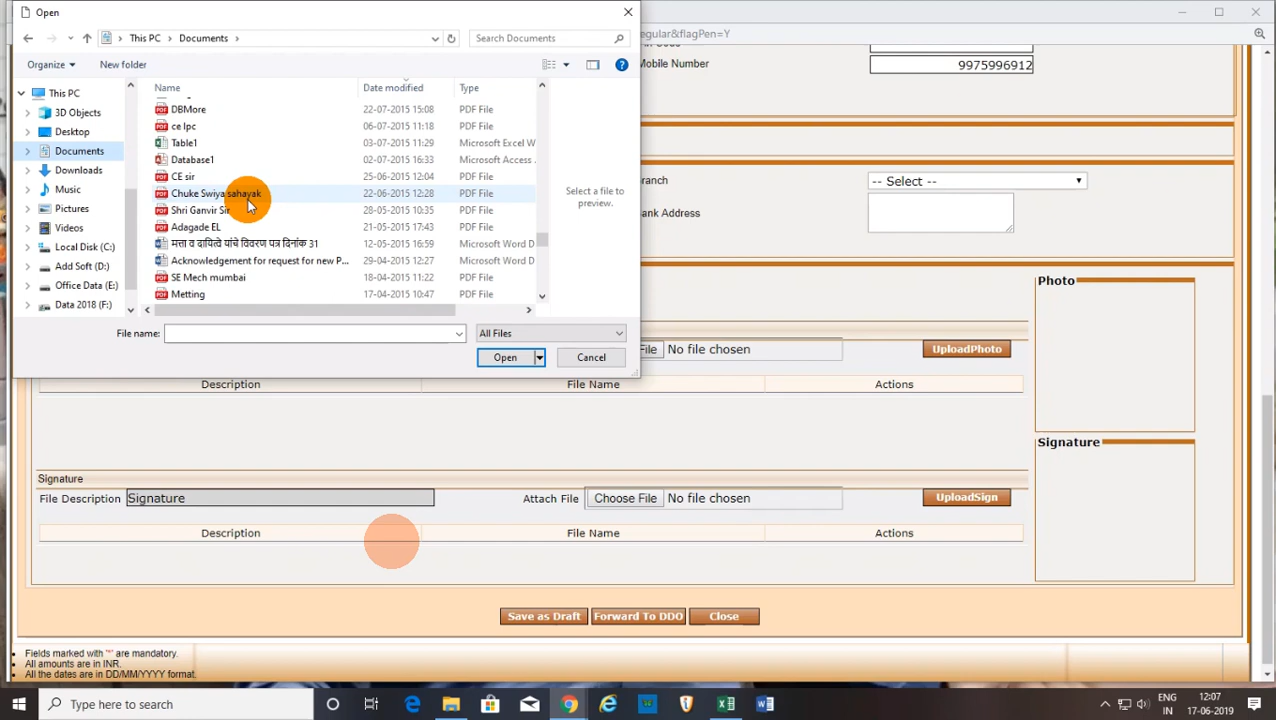 Open
This PC
Documents
Search Documents
gular&flagPen=Y
Organize
New folder
Mobile Number
9975996912
Name
Date modified
Type
This PC
3D Objects
Desktop
Documents
Downloads
Music
Pictures
Videos
Local Disk (C:)
Add Soft (D:)
Office Data (E:)
Data 2018 (F:)
DBMore 22-07-2015 15:08 PDF File
ce lpc 06-07-2015 11:18 PDF File
Table1 03-07-2015 11:29 Microsoft Excel W
Database1 02-07-2015 16:33 Microsoft Access
CE sir 25-06-2015 12:04 PDF File
Chuke Swiya sahayak 22-06-2015 12:28 PDF File
Shri Ganvir Sir 28-05-2015 10:35 PDF File
Adagade EL 21-05-2015 17:43 PDF File
मत्ता व दायित्वे यांचे विवरण पत्र दिनांक 31 12-05-2015 16:59 Microsoft Word D
Acknowledgement for request for new P... 29-04-2015 12:27 Microsoft Word D
SE Mech mumbai 18-04-2015 11:22 PDF File
Metting 17-04-2015 10:47 PDF File
Select a file to
preview.
File name:
All Files
Open
Cancel
ranch
-- Select --
ank Address
Photo
File No file chosen
UploadPhoto
Description File Name Actions
Signature
Signature
File Description Signature
Attach File Choose File No file chosen
UploadSign
Description File Name Actions
Save as Draft Forward To DDO Close
Fields marked with '*' are mandatory.
All amounts are in INR.
All the dates are in DD/MM/YYYY format.
Type here to search
ENG
IN
12:07
17-06-2019